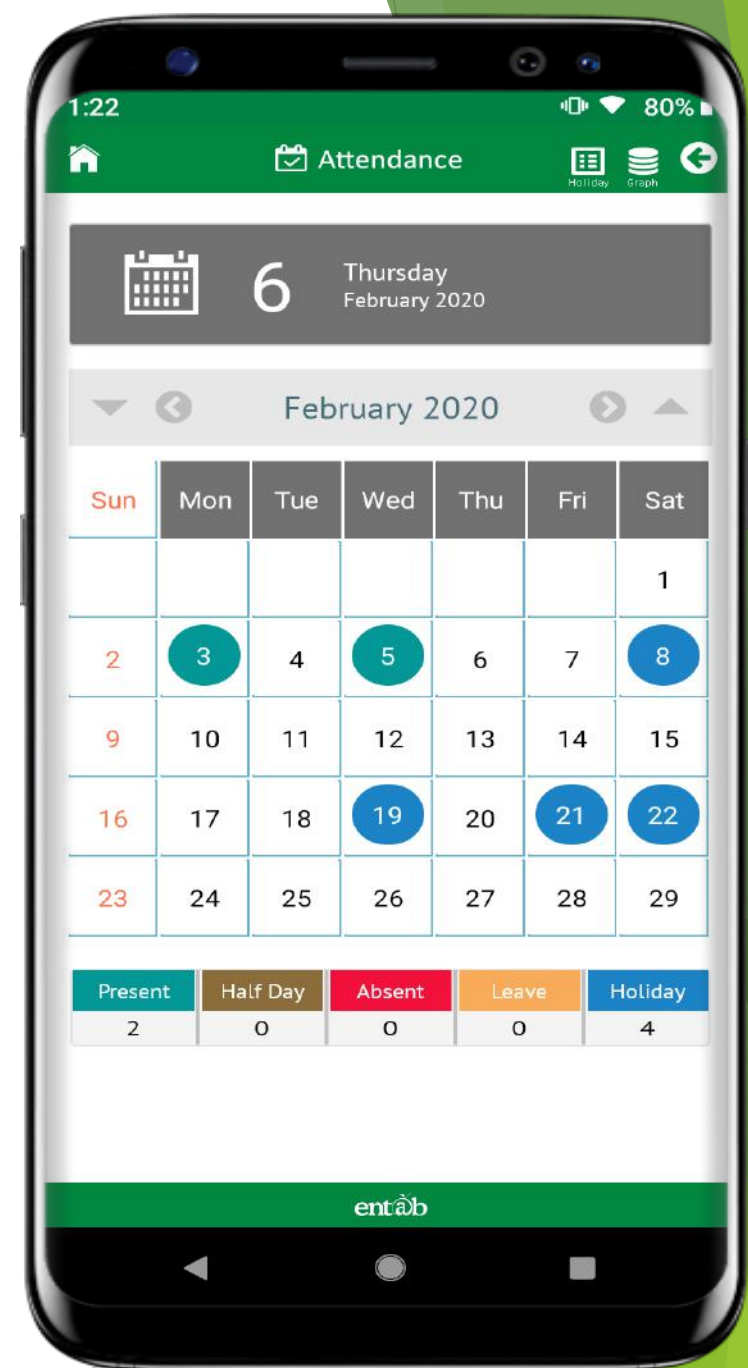 1:22 80%
Attendance
Holiday Graph
6 Thursday
February 2020
February 2020
Sun Mon Tue Wed Thu Fri Sat
1
2 3 4 5 6 7 8
9 10 11 12 13 14 15
16 17 18 19 20 21 22
23 24 25 26 27 28 29
Present Half Day Absent Leave Holiday
2 0 0 0 4
entàb